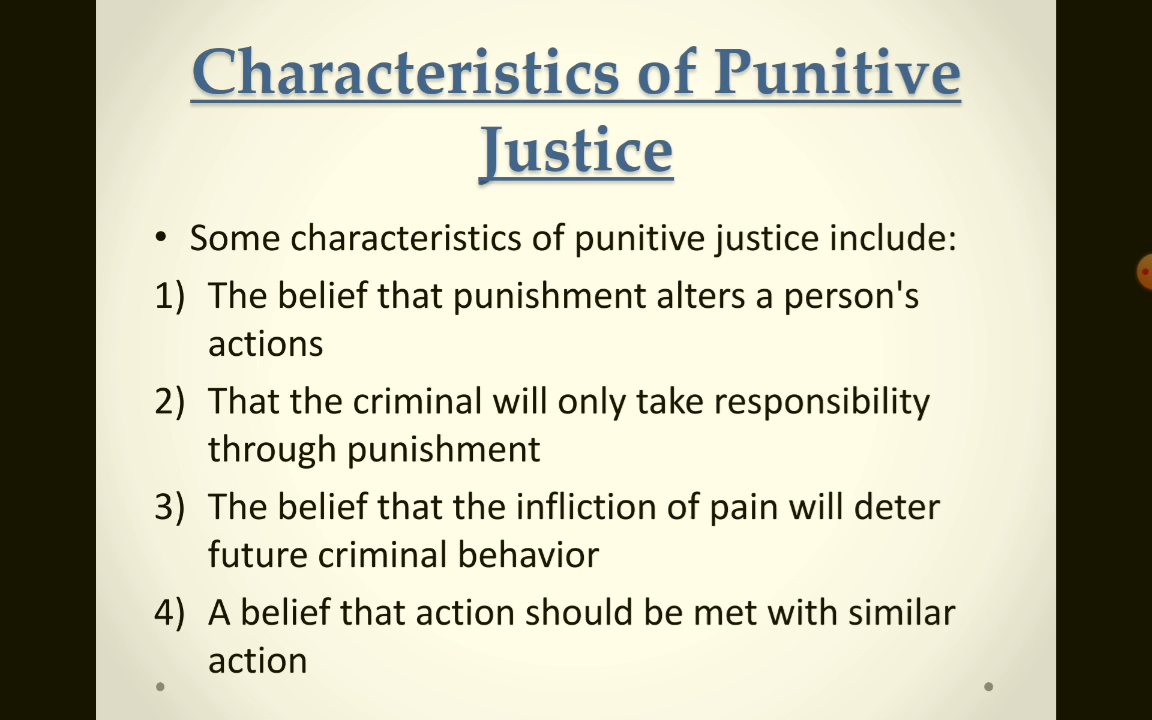 Characteristics of Punitive
Justice
• Some characteristics of punitive justice include:
1) The belief that punishment alters a person's
actions
2) That the criminal will only take responsibility
through punishment
3) The belief that the infliction of pain will deter
future criminal behavior
4) A belief that action should be met with similar
action